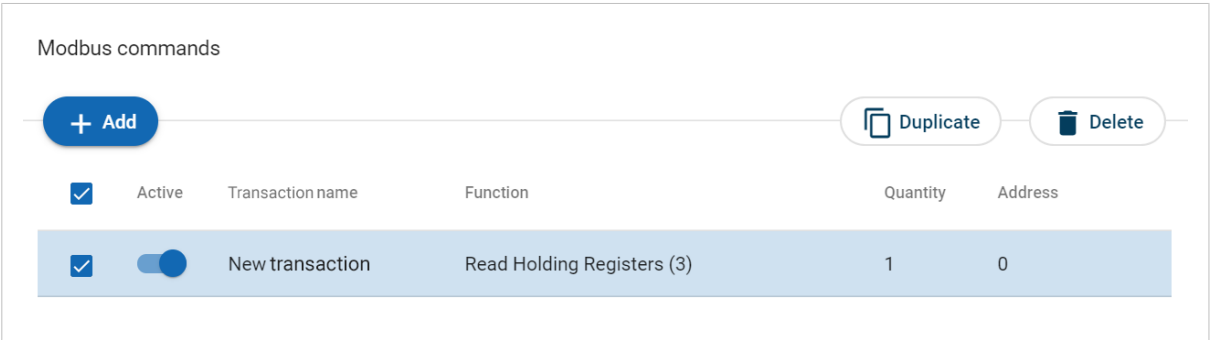 Modbus commands
Add Duplicate Delete
Active Transaction name Function Quantity Address
New transaction Read Holding Registers (3) 1 0